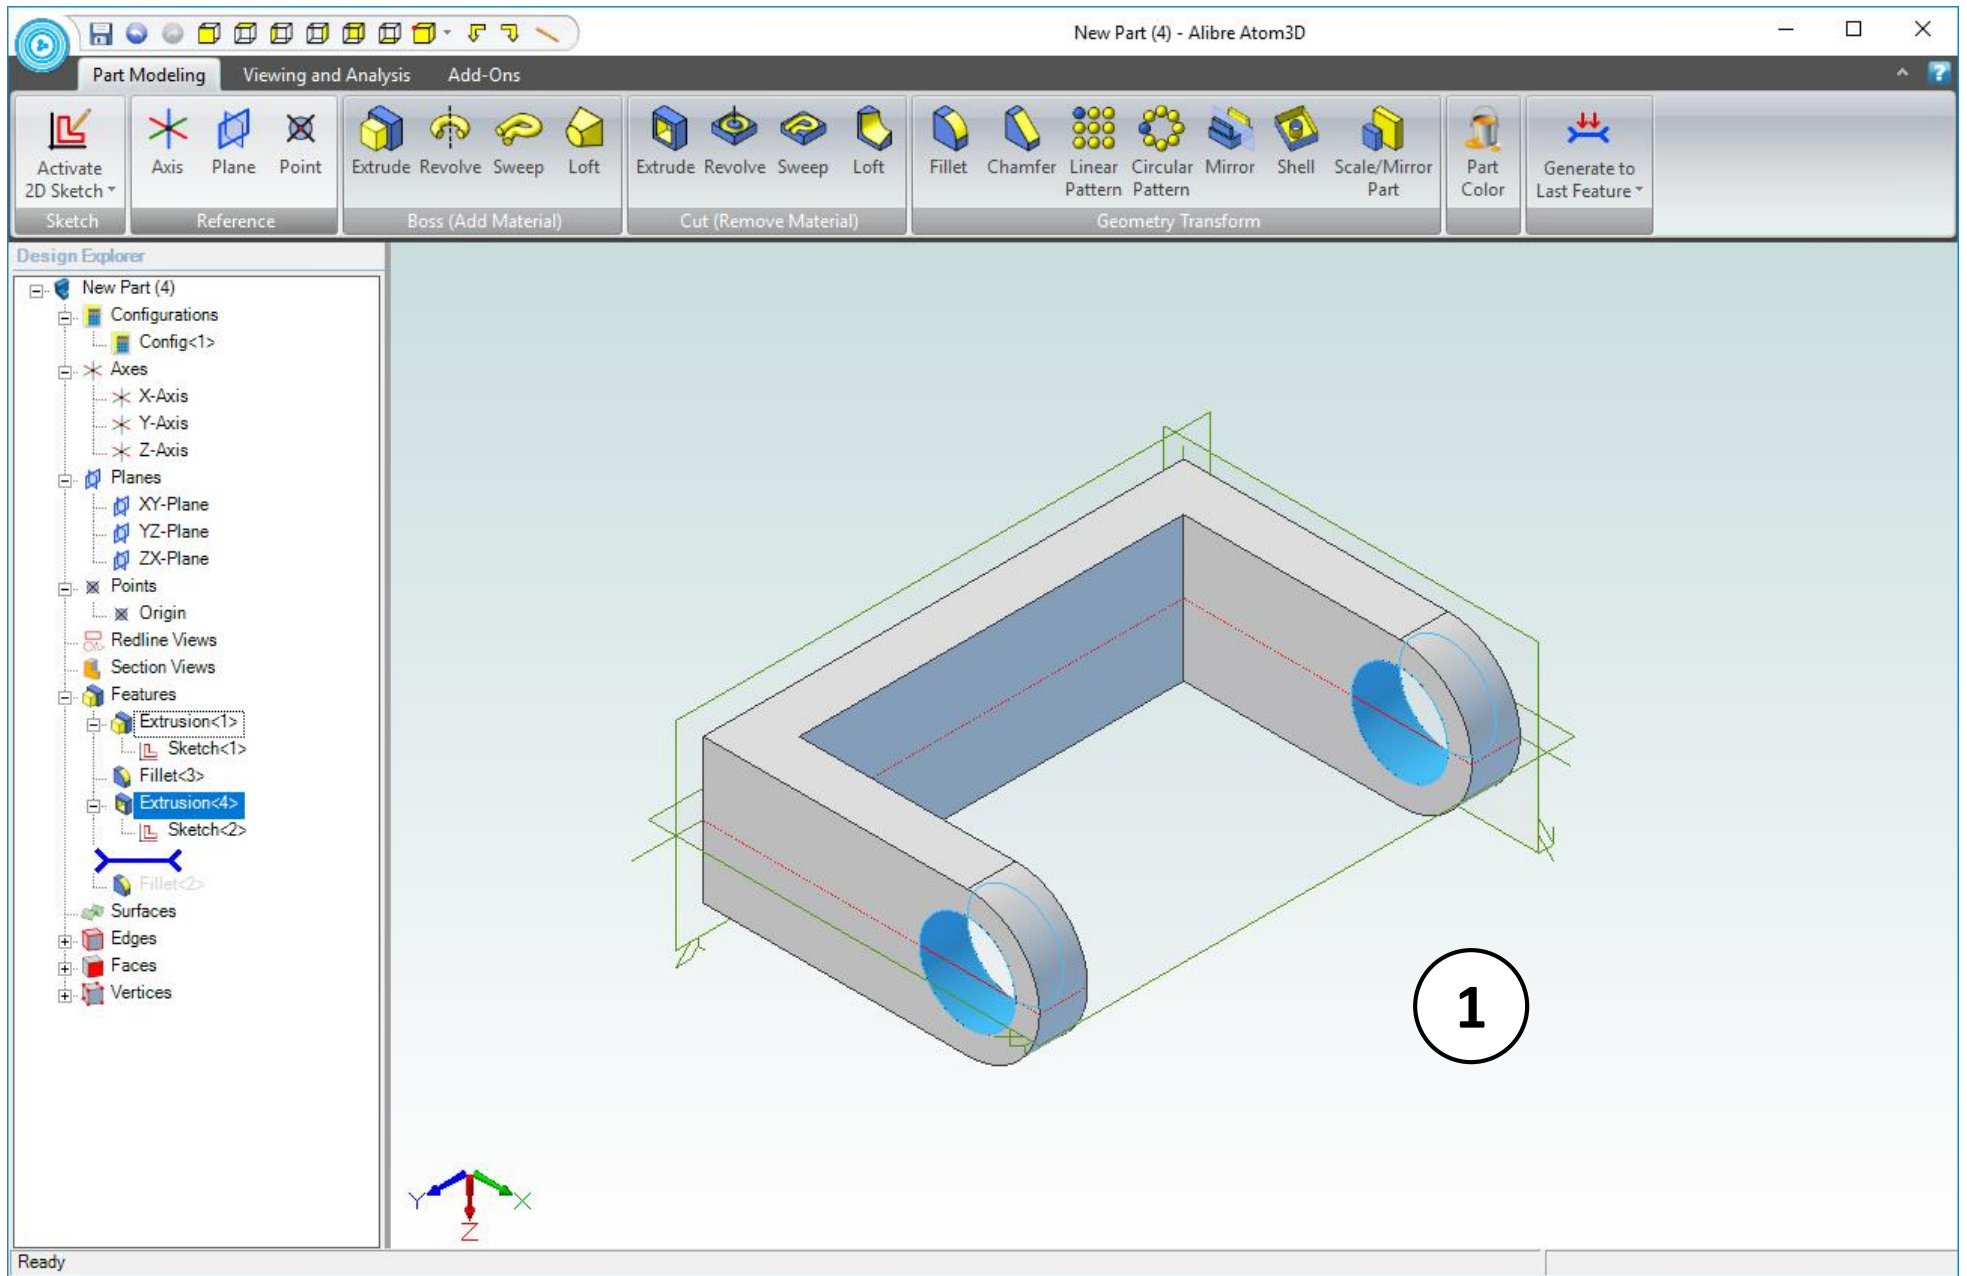 New Part (4) - Alibre Atom3D
Part Modeling Viewing and Analysis Add-Ons
Activate 2D Sketch
Axis Plane Point
Extrude Revolve Sweep Loft
Extrude Revolve Sweep Loft
Fillet Chamfer Linear Pattern Circular Pattern Mirror Shell Scale/Mirror Part
Part Color
Generate to Last Feature
Sketch Reference Boss (Add Material) Cut (Remove Material) Geometry Transform
Design Explorer
New Part (4)
Configurations
Config<1>
Axes
X-Axis
Y-Axis
Z-Axis
Planes
XY-Plane
YZ-Plane
ZX-Plane
Points
Origin
Redline Views
Section Views
Features
Extrusion<1>
Sketch<1>
Fillet<3>
Extrusion<4>
Sketch<2>
Fillet<2>
Surfaces
Edges
Faces
Vertices
1
Y X
Z
Ready